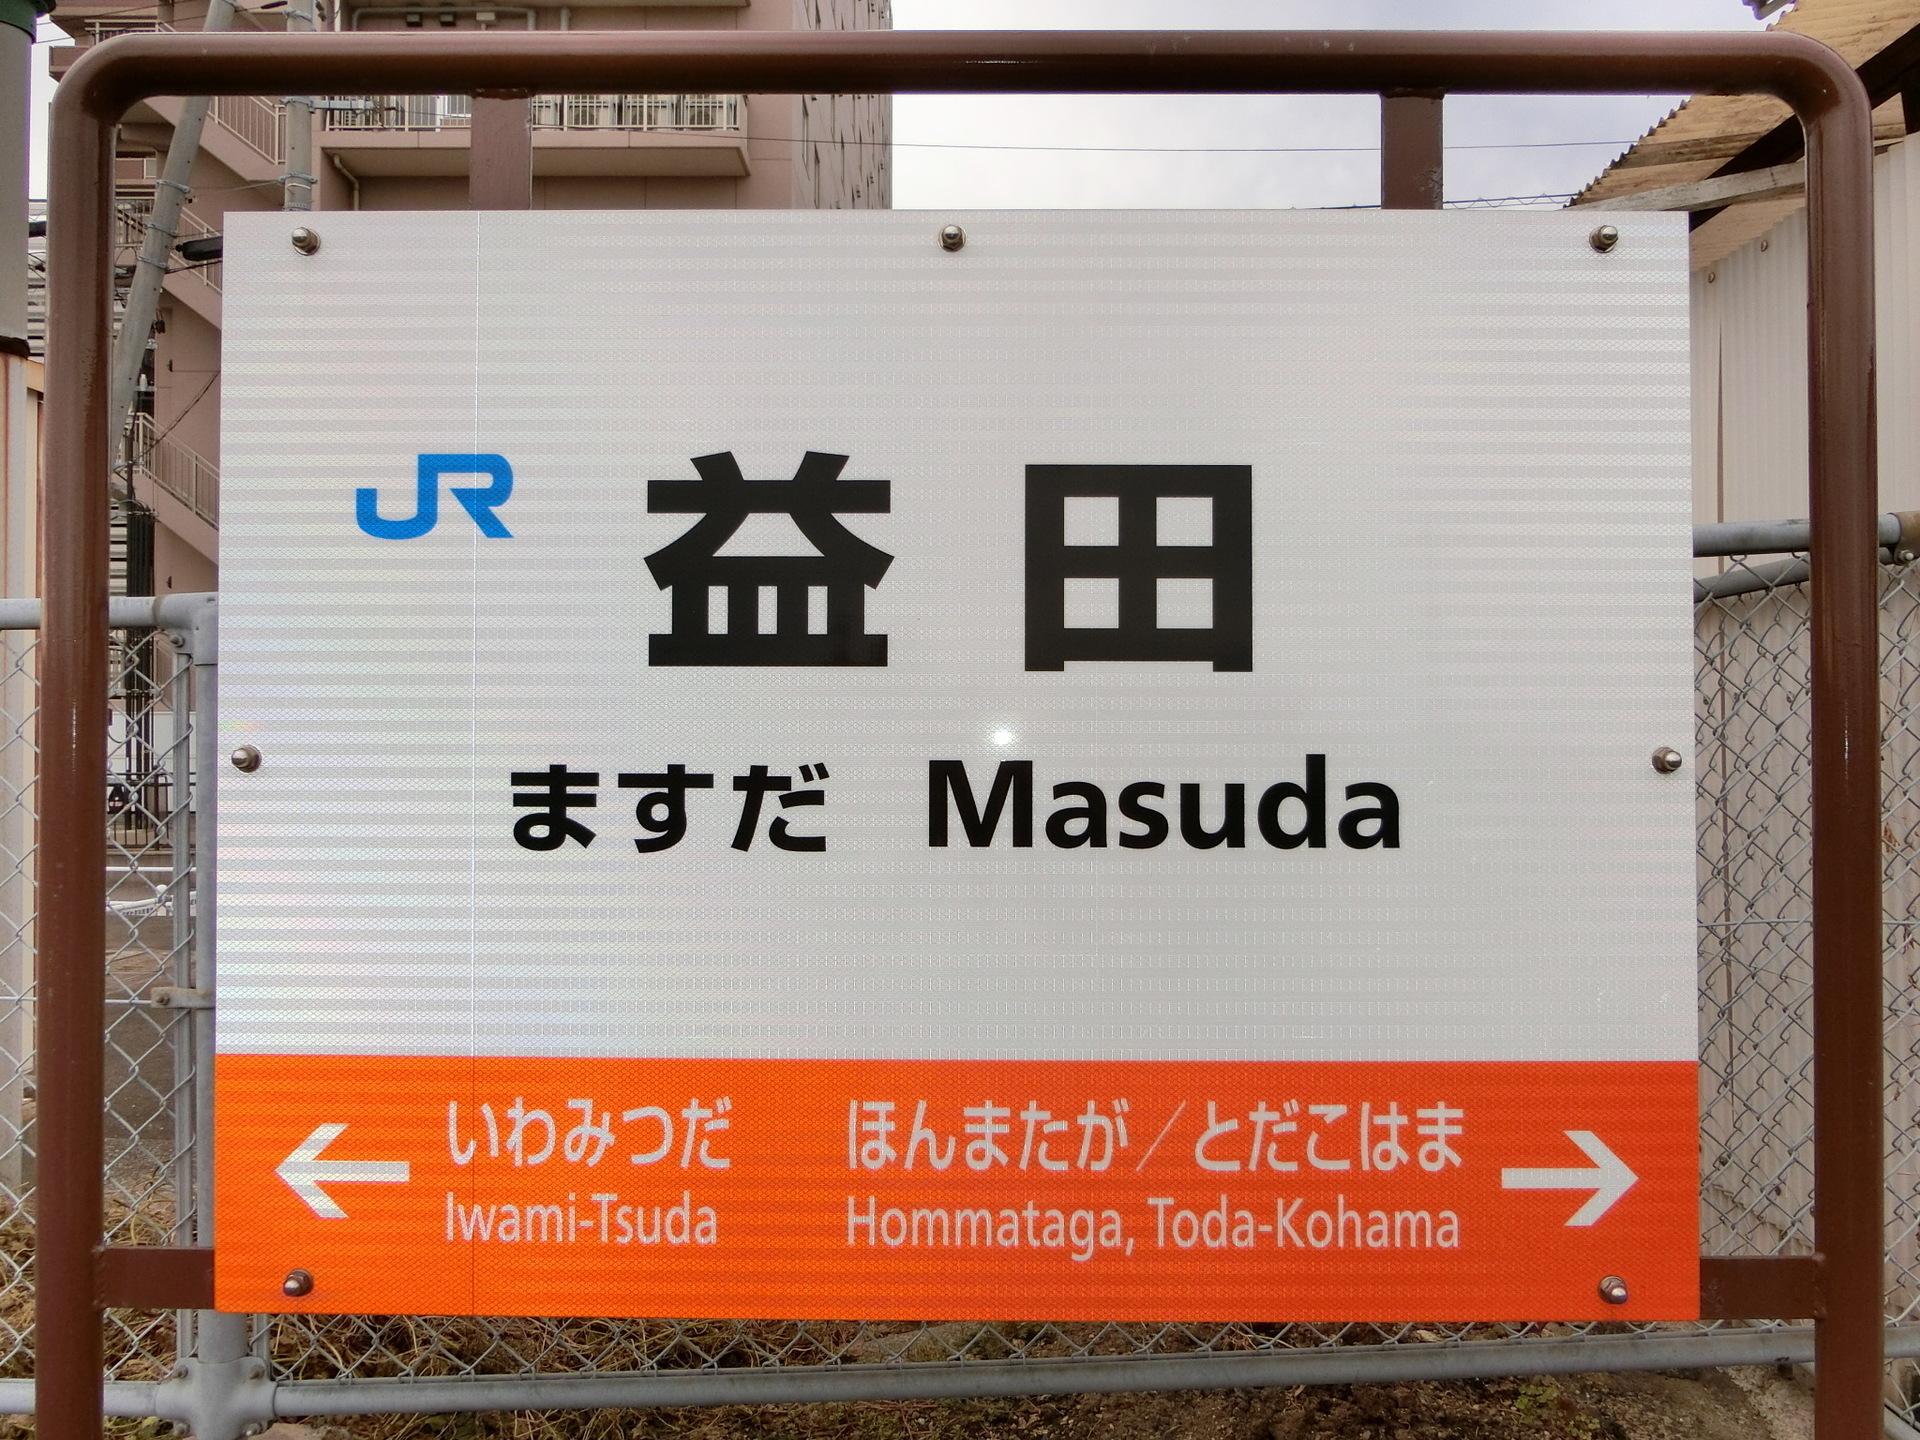 JR 益田
ますだ Masuda
← いわみつだ ほんまたが／とだこはま →
Iwami-Tsuda Hommataga, Toda-Kohama